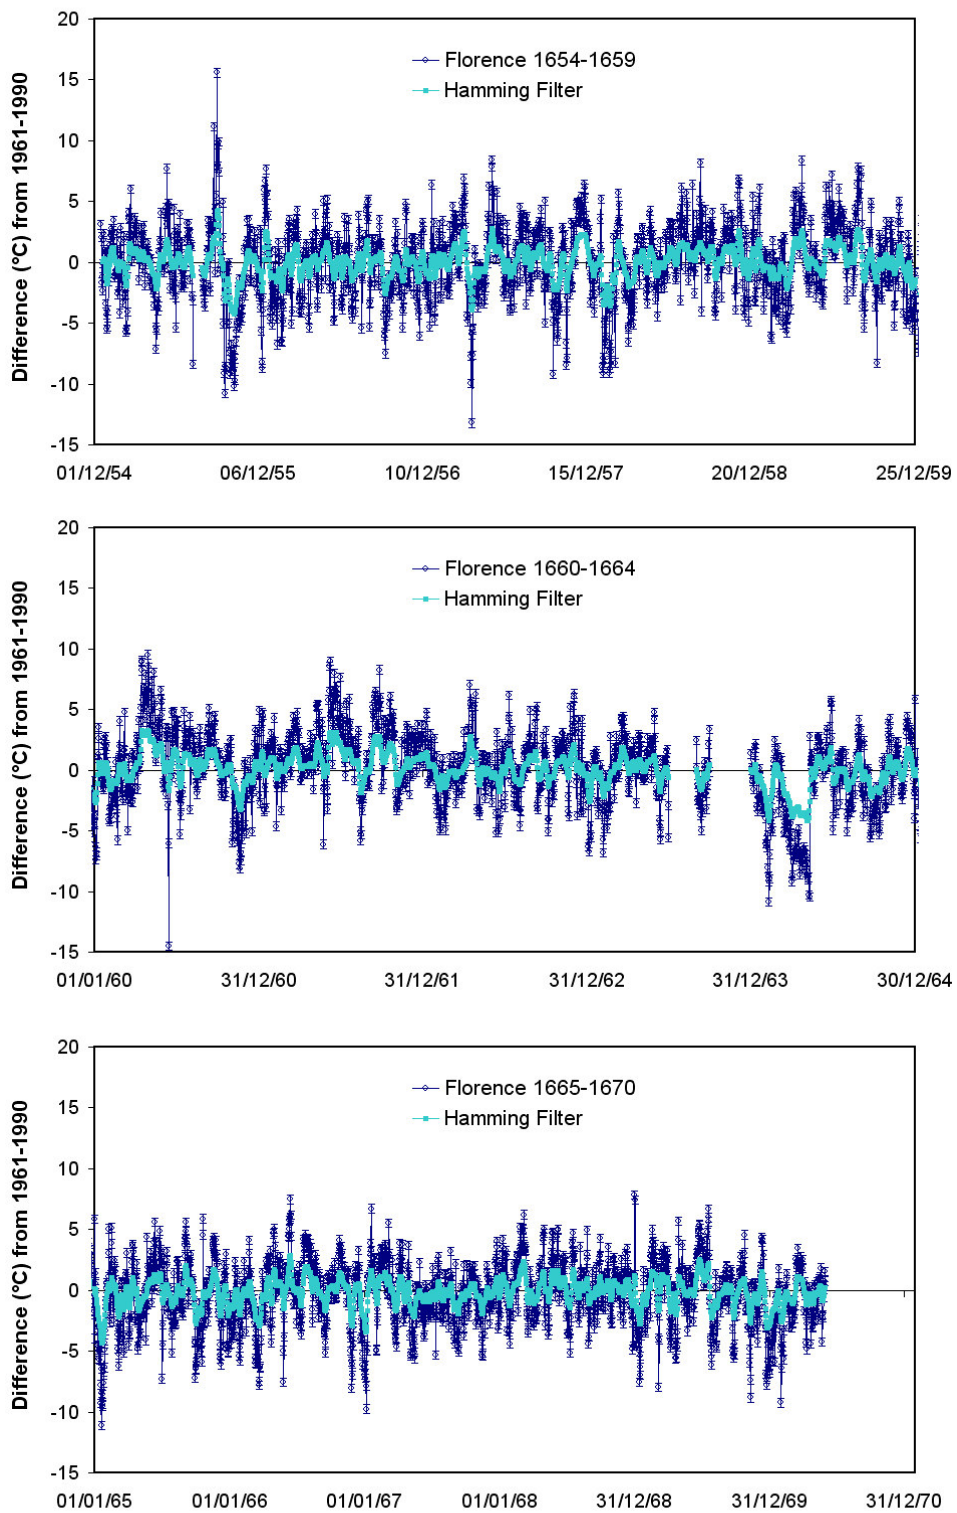 20
15
10
5
0
-5
-10
-15
Difference (°C) from 1961-1990
Florence 1654-1659
Hamming Filter
01/12/54 06/12/55 10/12/56 15/12/57 20/12/58 25/12/59
20
15
10
5
0
-5
-10
-15
Difference (°C) from 1961-1990
Florence 1660-1664
Hamming Filter
01/01/60 31/12/60 31/12/61 31/12/62 31/12/63 30/12/64
20
15
10
5
0
-5
-10
-15
Difference (°C) from 1961-1990
Florence 1665-1670
Hamming Filter
01/01/65 01/01/66 01/01/67 01/01/68 31/12/68 31/12/69 31/12/70